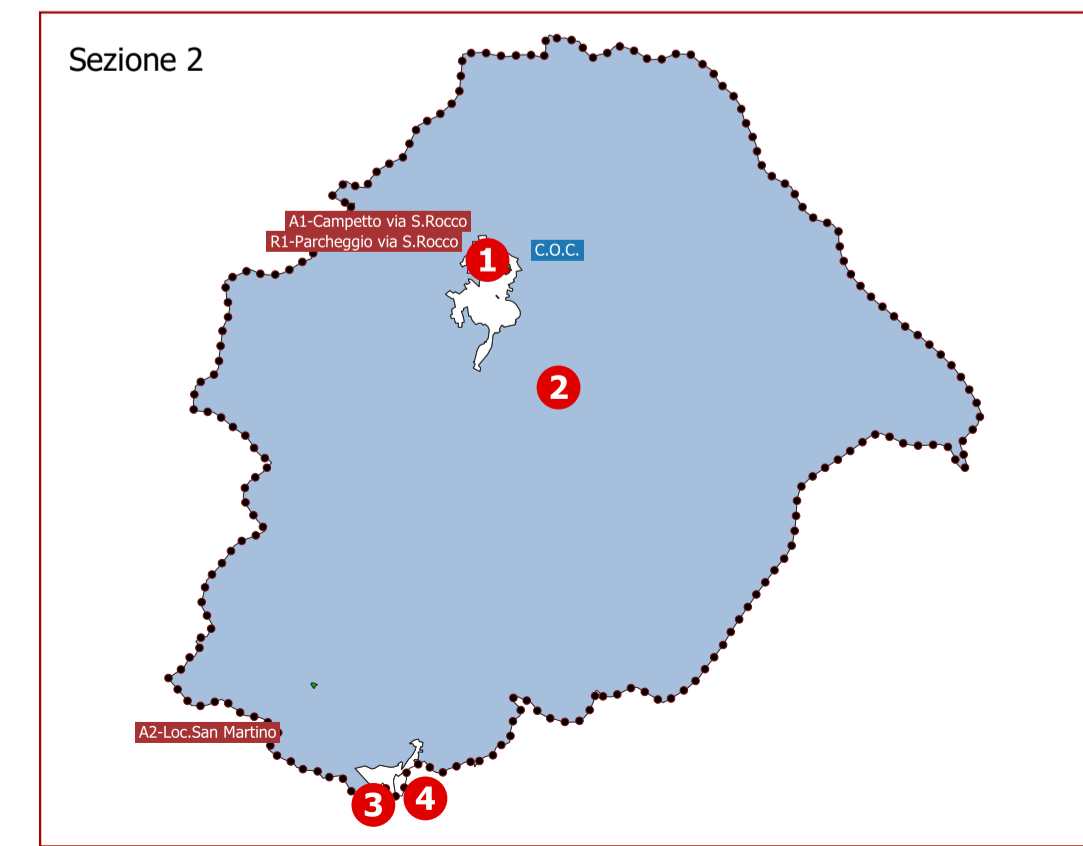 Sezione 2
A1-Campetto via S.Rocco
R1-Parcheggio via S.Rocco
C.O.C.
1
2
A2-Loc.San Martino
3
4